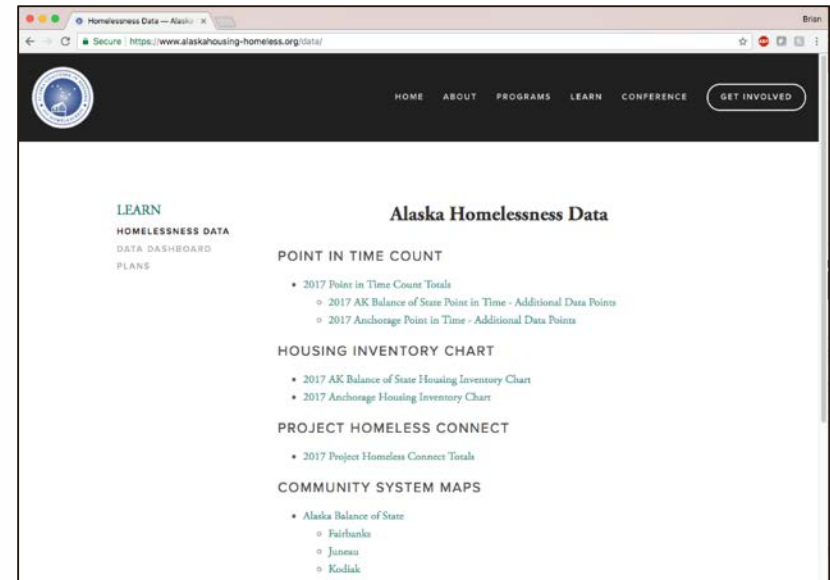 Homelessness Data — Alaska
Brian
Secure https://www.alaskahousing-homeless.org/data/
HOME ABOUT PROGRAMS LEARN CONFERENCE GET INVOLVED
LEARN
HOMELESSNESS DATA
DATA DASHBOARD
PLANS
Alaska Homelessness Data
POINT IN TIME COUNT
• 2017 Point in Time Count Totals
○ 2017 AK Balance of State Point in Time - Additional Data Points
○ 2017 Anchorage Point in Time - Additional Data Points
HOUSING INVENTORY CHART
• 2017 AK Balance of State Housing Inventory Chart
• 2017 Anchorage Housing Inventory Chart
PROJECT HOMELESS CONNECT
• 2017 Project Homeless Connect Totals
COMMUNITY SYSTEM MAPS
• Alaska Balance of State
○ Fairbanks
○ Juneau
○ Kodiak